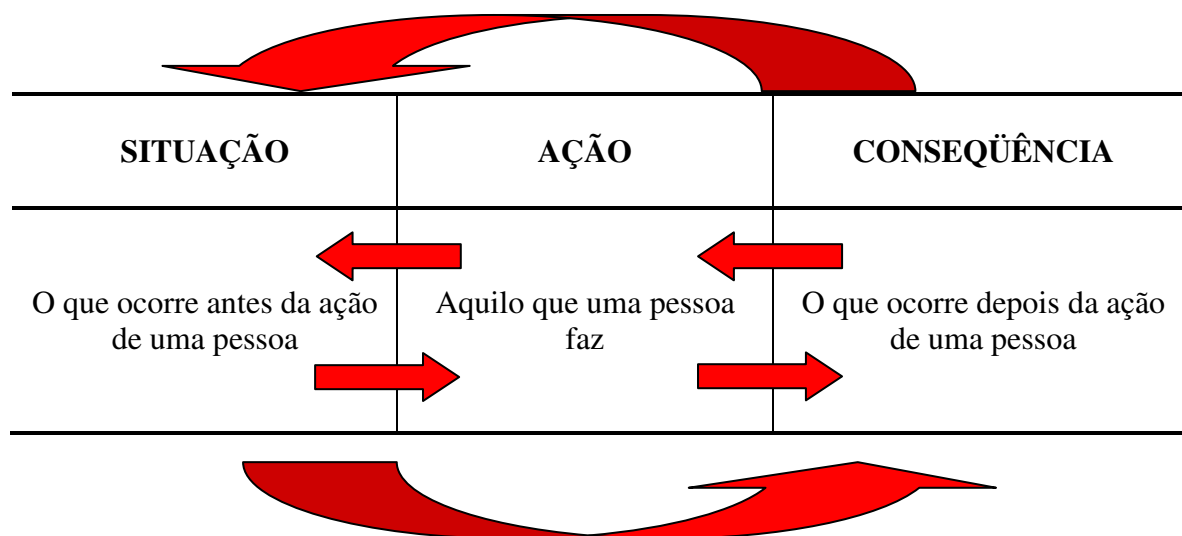 SITUAÇÃO
AÇÃO
CONSEQÜÊNCIA
O que ocorre antes da ação
de uma pessoa
Aquilo que uma pessoa
faz
O que ocorre depois da ação
de uma pessoa